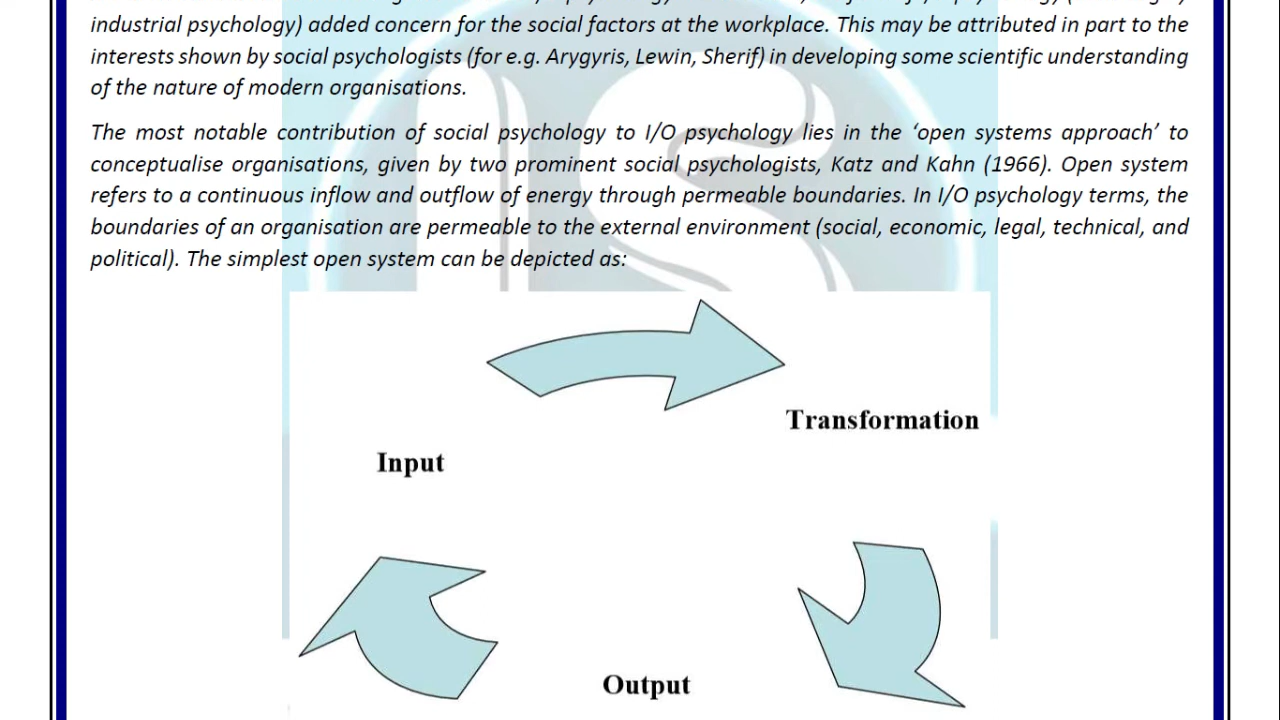 industrial psychology) added concern for the social factors at the workplace. This may be attributed in part to the
interests shown by social psychologists (for e.g. Arygyris, Lewin, Sherif) in developing some scientific understanding
of the nature of modern organisations.
The most notable contribution of social psychology to I/O psychology lies in the ‘open systems approach’ to
conceptualise organisations, given by two prominent social psychologists, Katz and Kahn (1966). Open system
refers to a continuous inflow and outflow of energy through permeable boundaries. In I/O psychology terms, the
boundaries of an organisation are permeable to the external environment (social, economic, legal, technical, and
political). The simplest open system can be depicted as:
Transformation
Input
Output